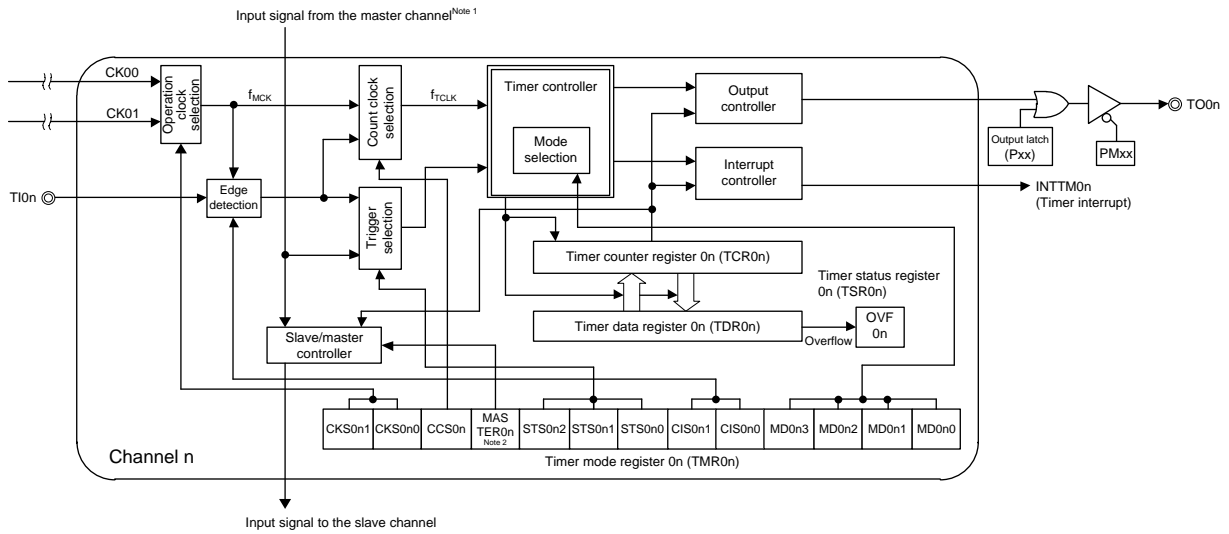 Input signal from the master channel Note 1
CK00
CK01
Operation
clock
selection
fMCK
Count clock
selection
fTCLK
Timer controller
Mode
selection
Output
controller
TO0n
Output latch
(Pxx)
PMxx
Interrupt
controller
INTTM0n
(Timer interrupt)
TI0n
Edge
detection
Trigger
selection
Timer counter register 0n (TCR0n)
Timer status register
0n (TSR0n)
Slave/master
controller
Timer data register 0n (TDR0n)
Overflow
OVF
0n
CKS0n1
CKS0n0
CCS0n
MAS
TER0n
Note 2
STS0n2
STS0n1
STS0n0
CIS0n1
CIS0n0
MD0n3
MD0n2
MD0n1
MD0n0
Channel n
Timer mode register 0n (TMR0n)
Input signal to the slave channel